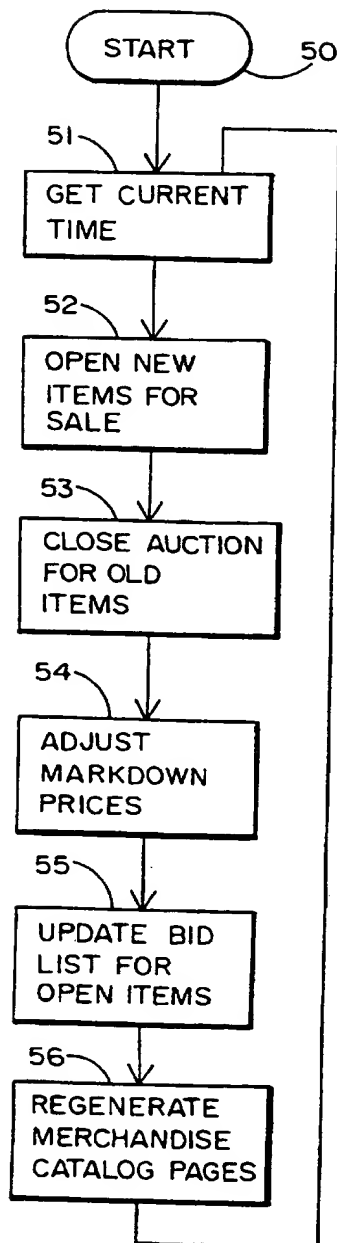 START
50
51
GET CURRENT
TIME
52
OPEN NEW
ITEMS FOR
SALE
53
CLOSE AUCTION
FOR OLD
ITEMS
54
ADJUST
MARKDOWN
PRICES
55
UPDATE BID
LIST FOR
OPEN ITEMS
56
REGENERATE
MERCHANDISE
CATALOG PAGES